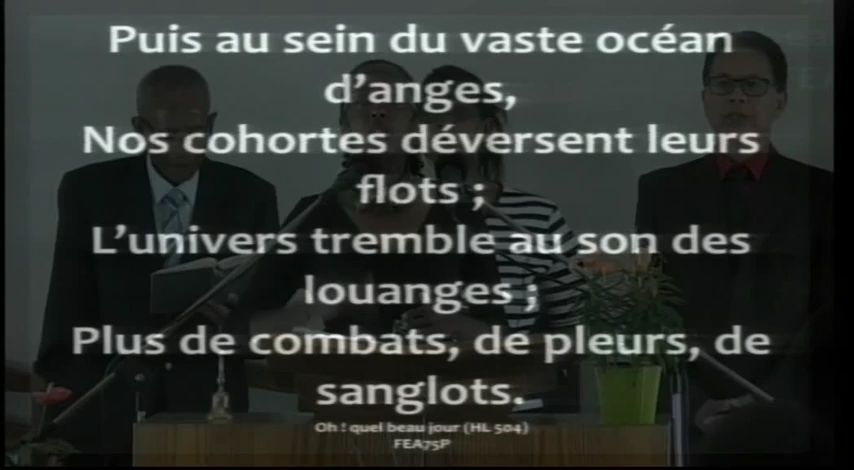 Puis au sein du vaste océan
d’anges,
Nos cohortes déversent leurs
flots ;
L’univers tremble au son des
louanges ;
Plus de combats, de pleurs, de
sanglots.
Oh ! quel beau jour (HL 504)
FEA75P